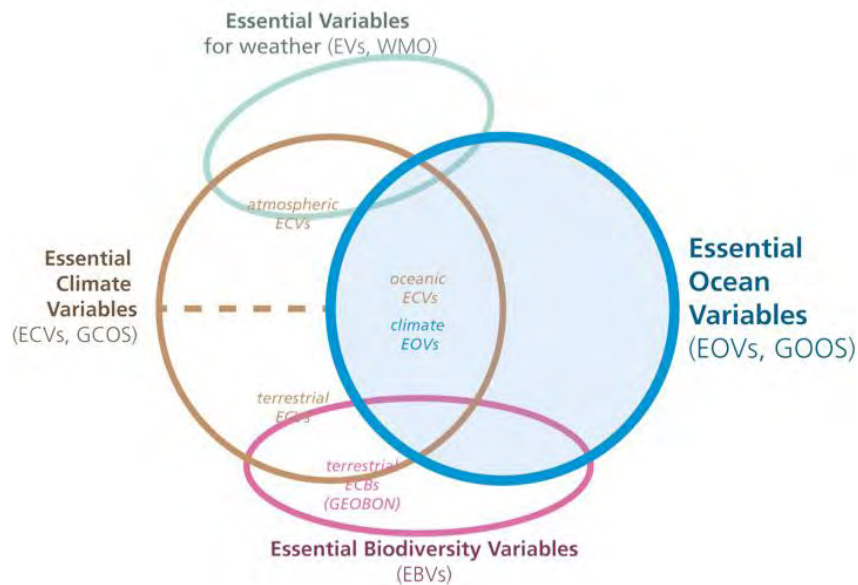 Essential Variables
for weather (EVs, WMO)
atmospheric
ECVs
Essential
Climate
Variables
(ECVs, GCOS)
oceanic
ECVs
climate
EOVs
Essential
Ocean
Variables
(EOVs, GOOS)
terrestrial
ECVs
terrestrial
ECBs
(GEOBON)
Essential Biodiversity Variables
(EBVs)